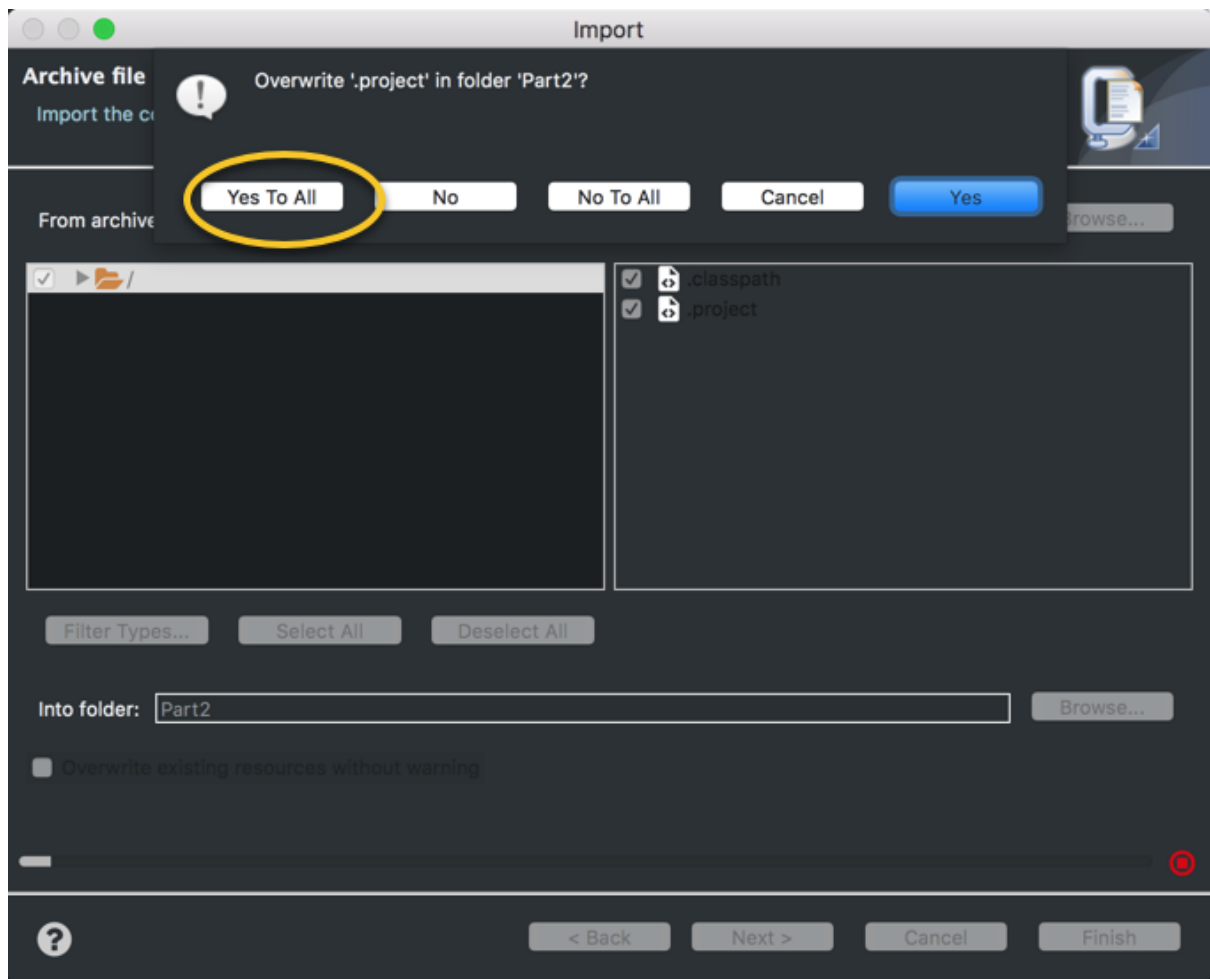 Import
Archive file
Import the co
Overwrite '.project' in folder 'Part2'?
Yes To All
No
No To All
Cancel
Yes
From archive
Browse...
/
.classpath
.project
Filter Types...
Select All
Deselect All
Into folder:
Part2
Browse...
Overwrite existing resources without warning
< Back
Next >
Cancel
Finish